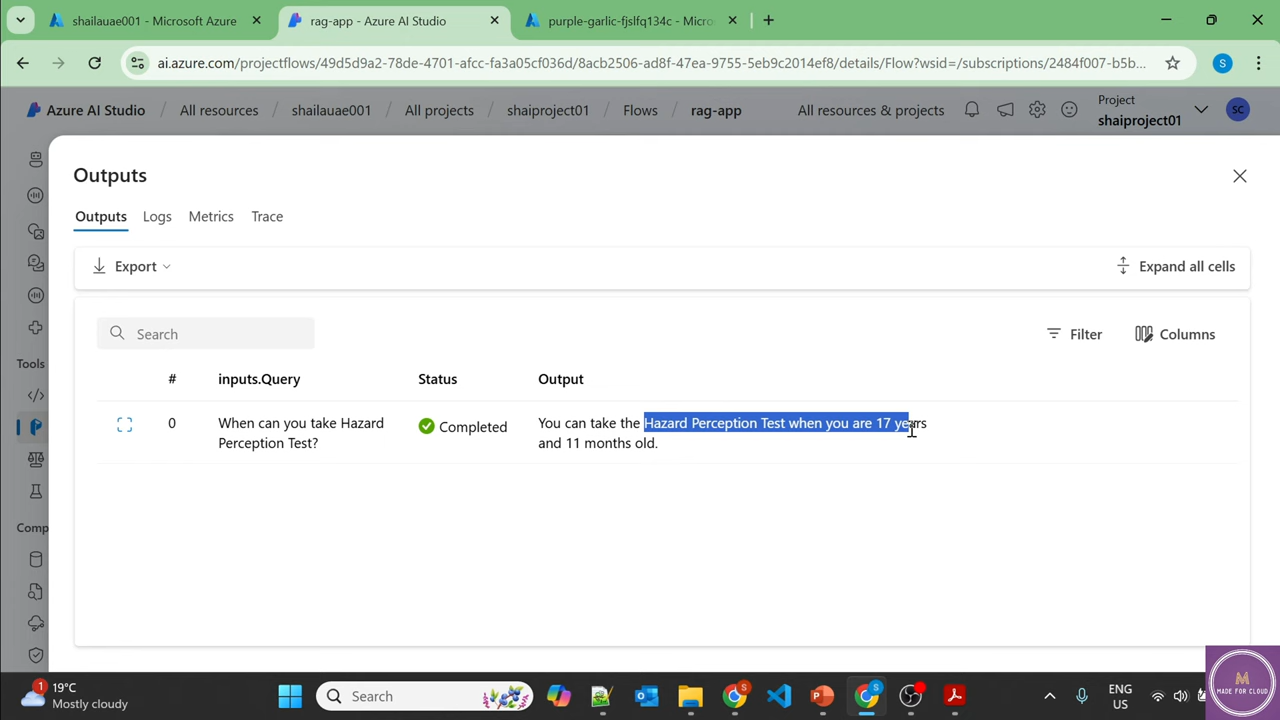 shailauae001 - Microsoft Azure
rag-app - Azure AI Studio
purple-garlic-fjslfq134c - Micro
ai.azure.com/projectflows/49d5d9a2-78de-4701-afcc-fa3a05cf036d/8acb2506-ad8f-47ea-9755-5eb9c2014ef8/details/Flow?wsid=/subscriptions/2484f007-b5b...
S
Azure AI Studio / All resources / shailauae001 / All projects / shaiproject01 / Flows / rag-app
All resources & projects
Project
shaiproject01
SC
Outputs
Outputs
Logs
Metrics
Trace
Export
Expand all cells
Search
Filter
Columns
#
inputs.Query
Status
Output
0
When can you take Hazard
Perception Test?
Completed
You can take the Hazard Perception Test when you are 17 years
and 11 months old.
Tools
Comp
1
19°C
Mostly cloudy
Search
S
S
ENG
US
M
MADE FOR CLOUD